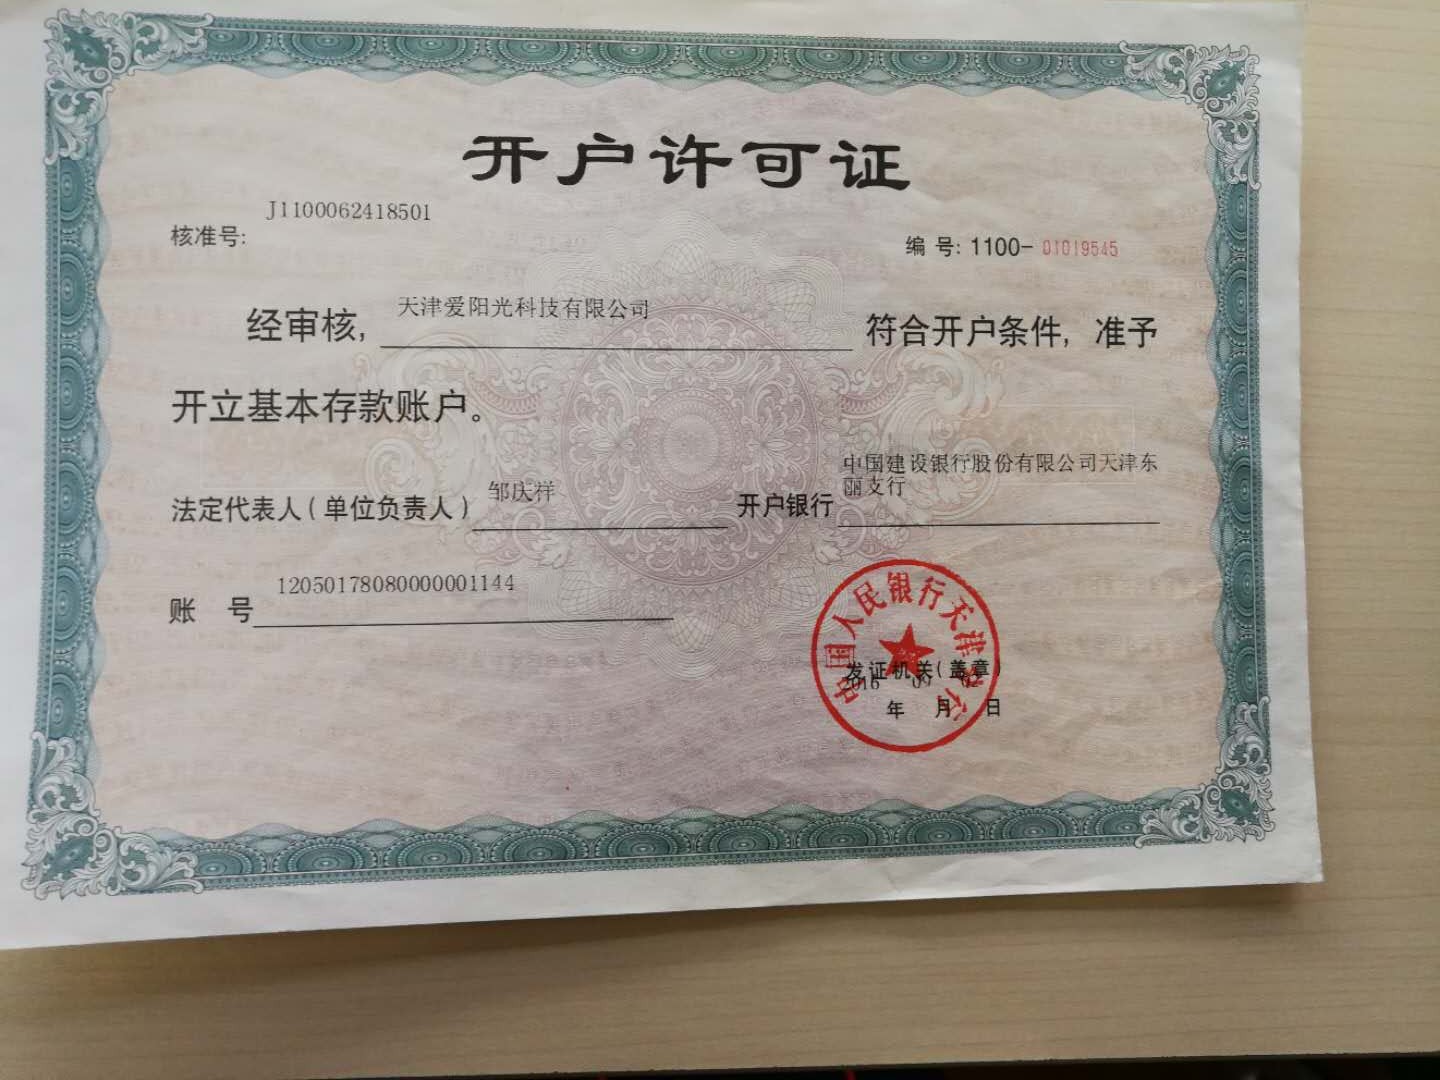 开户许可证
J1100062418501
核准号:
编 号: 1100- 01019545
经审核, 天津爱阳光科技有限公司 符合开户条件, 准予
开立基本存款账户。
法定代表人(单位负责人) 邹庆祥 开户银行 中国建设银行股份有限公司天津东
丽支行
账 号 12050178080000001144
中国人民银行天津分行
发证机关(盖章)
2016 09
年 月 日